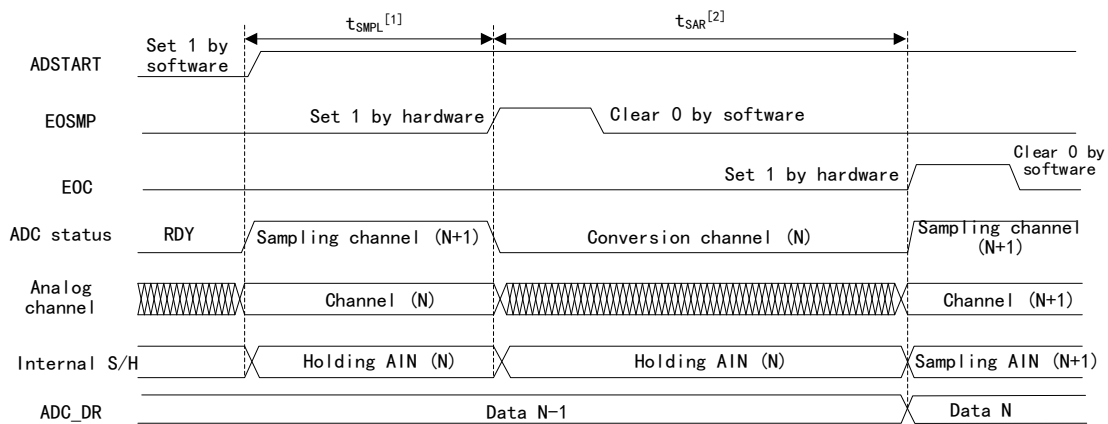 tSMPL[1]
tSAR[2]
ADSTART
Set 1 by
software
EOSMP
Set 1 by hardware
Clear 0 by software
EOC
Set 1 by hardware
Clear 0 by
software
ADC status
RDY
Sampling channel (N+1)
Conversion channel (N)
Sampling channel
(N+1)
Analog
channel
Channel (N)
Channel (N+1)
Internal S/H
Holding AIN (N)
Holding AIN (N)
Sampling AIN (N+1)
ADC_DR
Data N-1
Data N